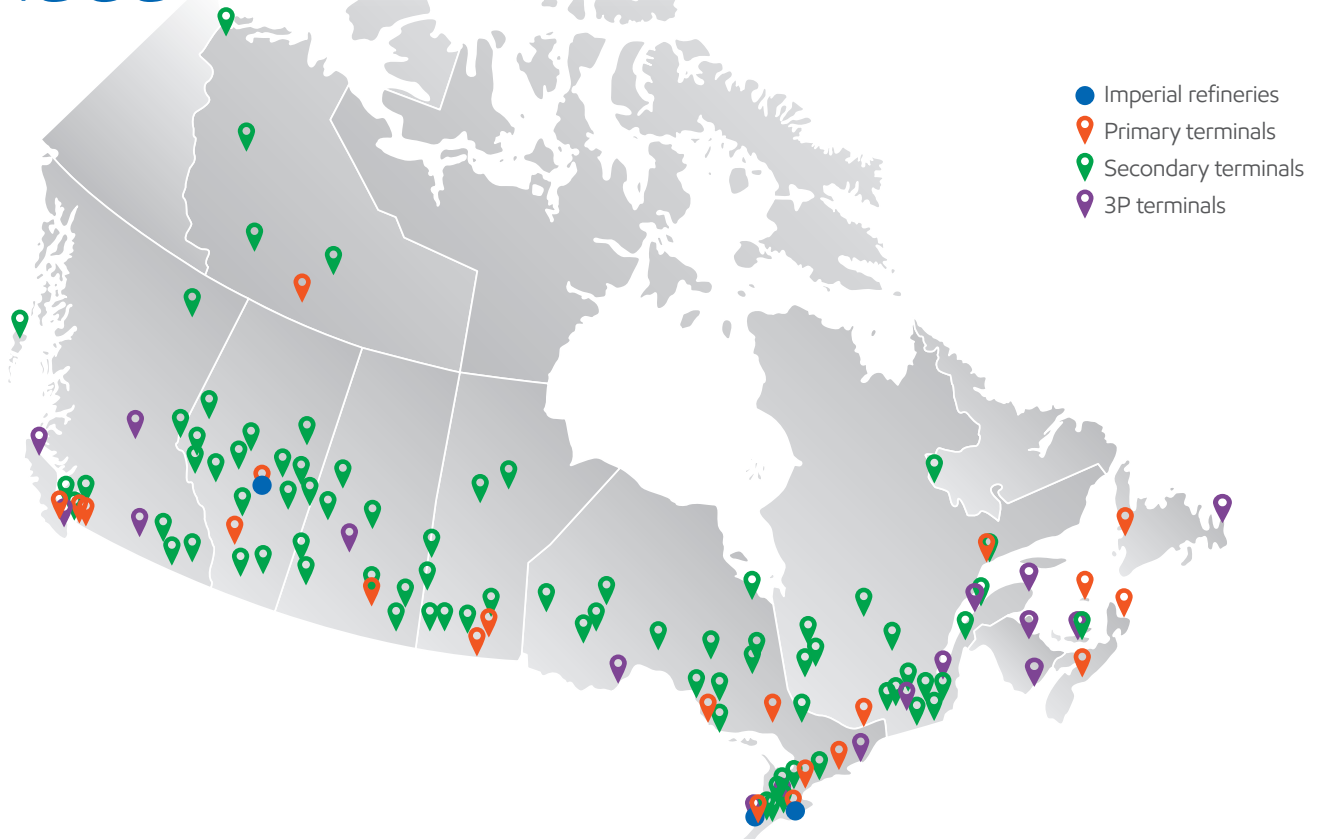 Imperial refineries
Primary terminals
Secondary terminals
3P terminals